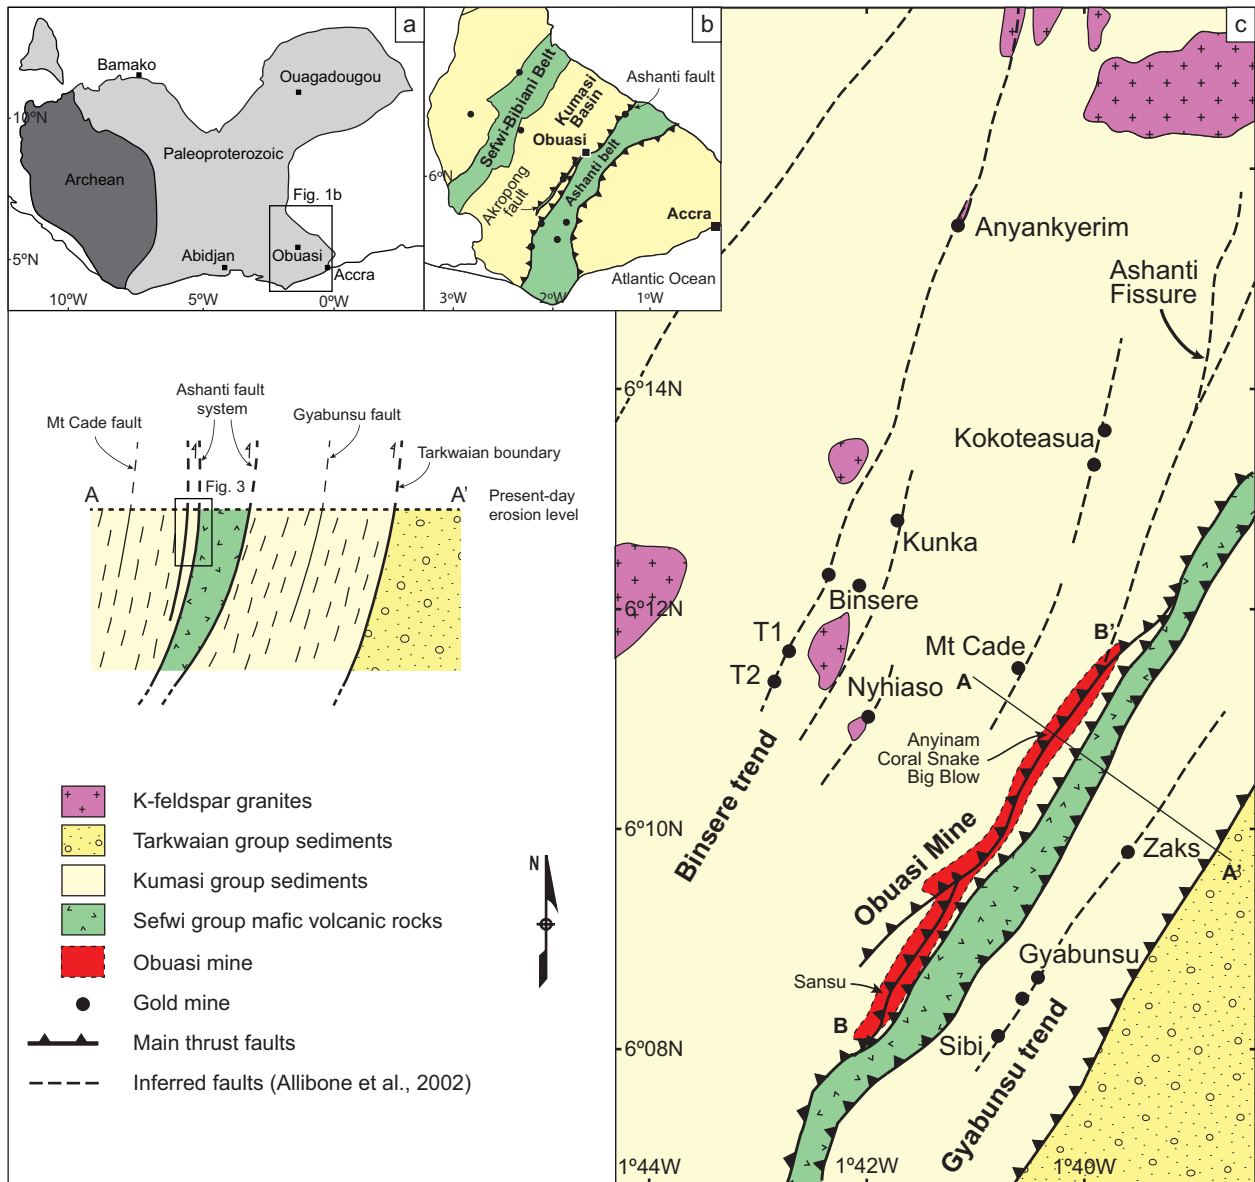 a
Bamako
Ouagadougou
10ºN
Paleoproterozoic
Archean
Fig. 1b
5ºN
Abidjan
Obuasi
Accra
10ºW
5ºW
0ºW
b
Sefwi-Bibiani Belt
Kumasi
Basin
Ashanti fault
Obuasi
6ºN
Akropong
fault
Ashanti belt
Accra
Atlantic Ocean
3ºW
2ºW
1ºW
c
Anyankyerim
Ashanti
Fissure
6º14N
Kokoteasua
Kunka
6º12N
Binsere
T1
T2
Mt Cade
B'
A
Nyhiaso
Anyinam
Coral Snake
Big Blow
Binsere trend
6º10N
Obuasi Mine
Zaks
A'
Sansu
Gyabunsu
B
Sibi
6º08N
Gyabunsu trend
1º44W
1º42W
1º40W
Ashanti fault
system
Mt Cade fault
Gyabunsu fault
Tarkwaian boundary
Fig. 3
A
A'
Present-day
erosion level
K-feldspar granites
Tarkwaian group sediments
Kumasi group sediments
Sefwi group mafic volcanic rocks
Obuasi mine
Gold mine
Main thrust faults
Inferred faults (Allibone et al., 2002)
N